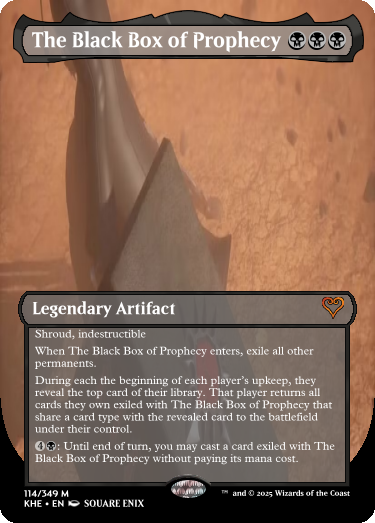 The Black Box of Prophecy
Legendary Artifact
Shroud, indestructible
When The Black Box of Prophecy enters, exile all other
permanents.
During each the beginning of each player's upkeep, they
reveal the top card of their library. That player returns all
cards they own exiled with The Black Box of Prophecy that
share a card type with the revealed card to the battlefield
under their control.
4: Until end of turn, you may cast a card exiled with The
Black Box of Prophecy without paying its mana cost.
114/349 M
KHE • EN SQUARE ENIX
™ and © 2025 Wizards of the Coast